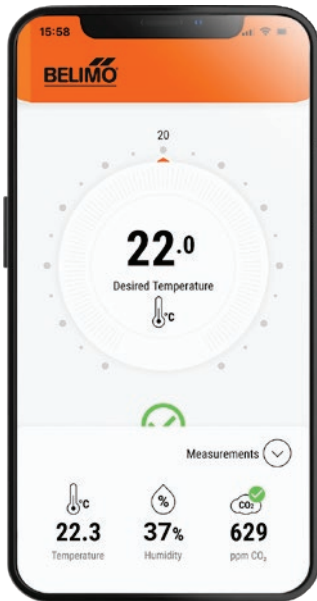 15:58
BELIMO
20
22.0
Desired Temperature
°C
Measurements
°C
%
CO₂
22.3
37%
629
Temperature
Humidity
ppm CO₂